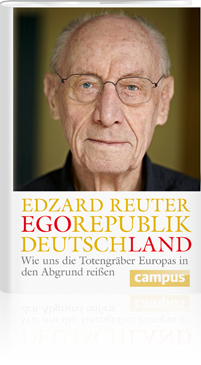 EDZARD REUTER
EGOREPUBLIK
DEUTSCHLAND
Wie uns die Totengräber Europas in
den Abgrund reißen
campus